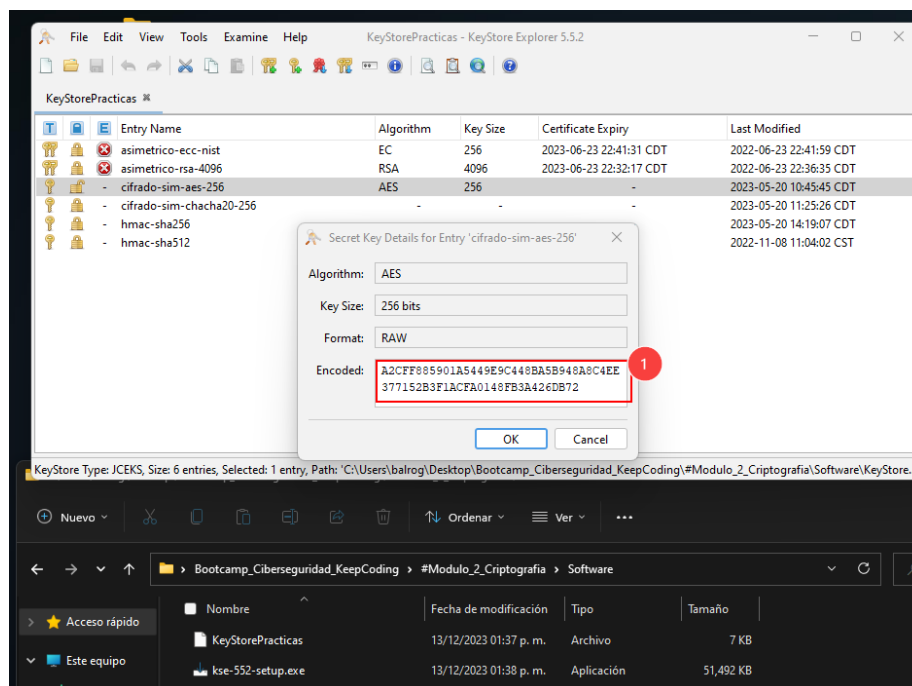 File Edit View Tools Examine Help KeyStorePracticas - KeyStore Explorer 5.5.2
KeyStorePracticas
T E Entry Name Algorithm Key Size Certificate Expiry Last Modified
asimetrico-ecc-nist EC 256 2023-06-23 22:41:31 CDT 2022-06-23 22:41:59 CDT
asimetrico-rsa-4096 RSA 4096 2023-06-23 22:32:17 CDT 2022-06-23 22:36:35 CDT
- cifrado-sim-aes-256 AES 256 - 2023-05-20 10:45:45 CDT
- cifrado-sim-chacha20-256 - - - 2023-05-20 11:25:26 CDT
- hmac-sha256 2023-05-20 14:19:07 CDT
- hmac-sha512 2022-11-08 11:04:02 CST
Secret Key Details for Entry 'cifrado-sim-aes-256'
Algorithm: AES
Key Size: 256 bits
Format: RAW
Encoded: A2CFF885901A5449E9C448BA5B948A8C4EE
377152B3F1ACFA0148FB3A426DB72
1
OK Cancel
KeyStore Type: JCEKS, Size: 6 entries, Selected: 1 entry, Path: 'C:\Users\balrog\Desktop\Bootcamp_Ciberseguridad_KeepCoding\#Modulo_2_Criptografia\Software\KeyStore...
Nuevo Ordenar Ver ...
Bootcamp_Ciberseguridad_KeepCoding > #Modulo_2_Criptografia > Software
Acceso rápido
Este equipo
Nombre Fecha de modificación Tipo Tamaño
KeyStorePracticas 13/12/2023 01:37 p. m. Archivo 7 KB
kse-552-setup.exe 13/12/2023 01:38 p. m. Aplicación 51,492 KB